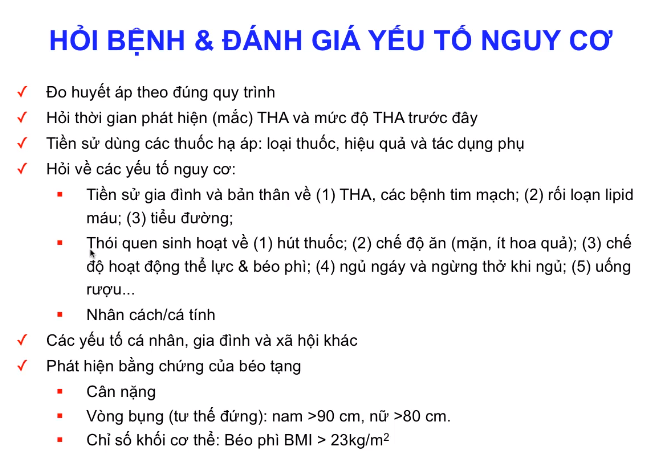 HỎI BỆNH & ĐÁNH GIÁ YẾU TỐ NGUY CƠ
✓ Đo huyết áp theo đúng quy trình
✓ Hỏi thời gian phát hiện (mắc) THA và mức độ THA trước đây
✓ Tiền sử dùng các thuốc hạ áp: loại thuốc, hiệu quả và tác dụng phụ
✓ Hỏi về các yếu tố nguy cơ:
▪ Tiền sử gia đình và bản thân về (1) THA, các bệnh tim mạch; (2) rối loạn lipid
máu; (3) tiểu đường;
▪ Thói quen sinh hoạt về (1) hút thuốc; (2) chế độ ăn (mặn, ít hoa quả); (3) chế
độ hoạt động thể lực & béo phì; (4) ngủ ngáy và ngừng thở khi ngủ; (5) uống
rượu...
▪ Nhân cách/cá tính
✓ Các yếu tố cá nhân, gia đình và xã hội khác
✓ Phát hiện bằng chứng của béo tạng
▪ Cân nặng
▪ Vòng bụng (tư thế đứng): nam >90 cm, nữ >80 cm.
▪ Chỉ số khối cơ thể: Béo phì BMI > 23kg/m²